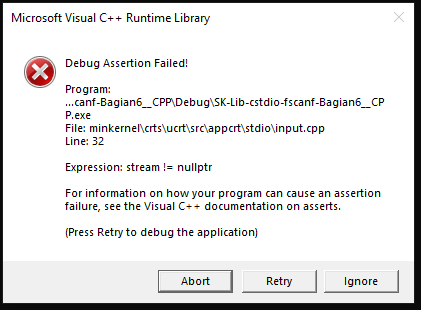 Microsoft Visual C++ Runtime Library
Debug Assertion Failed!
Program:
...canf-Bagian6__CPP\Debug\SK-Lib-cstdio-fscanf-Bagian6__CP
P.exe
File: minkernel\crts\ucrt\src\appcrt\stdio\input.cpp
Line: 32
Expression: stream != nullptr
For information on how your program can cause an assertion
failure, see the Visual C++ documentation on asserts.
(Press Retry to debug the application)
Abort
Retry
Ignore